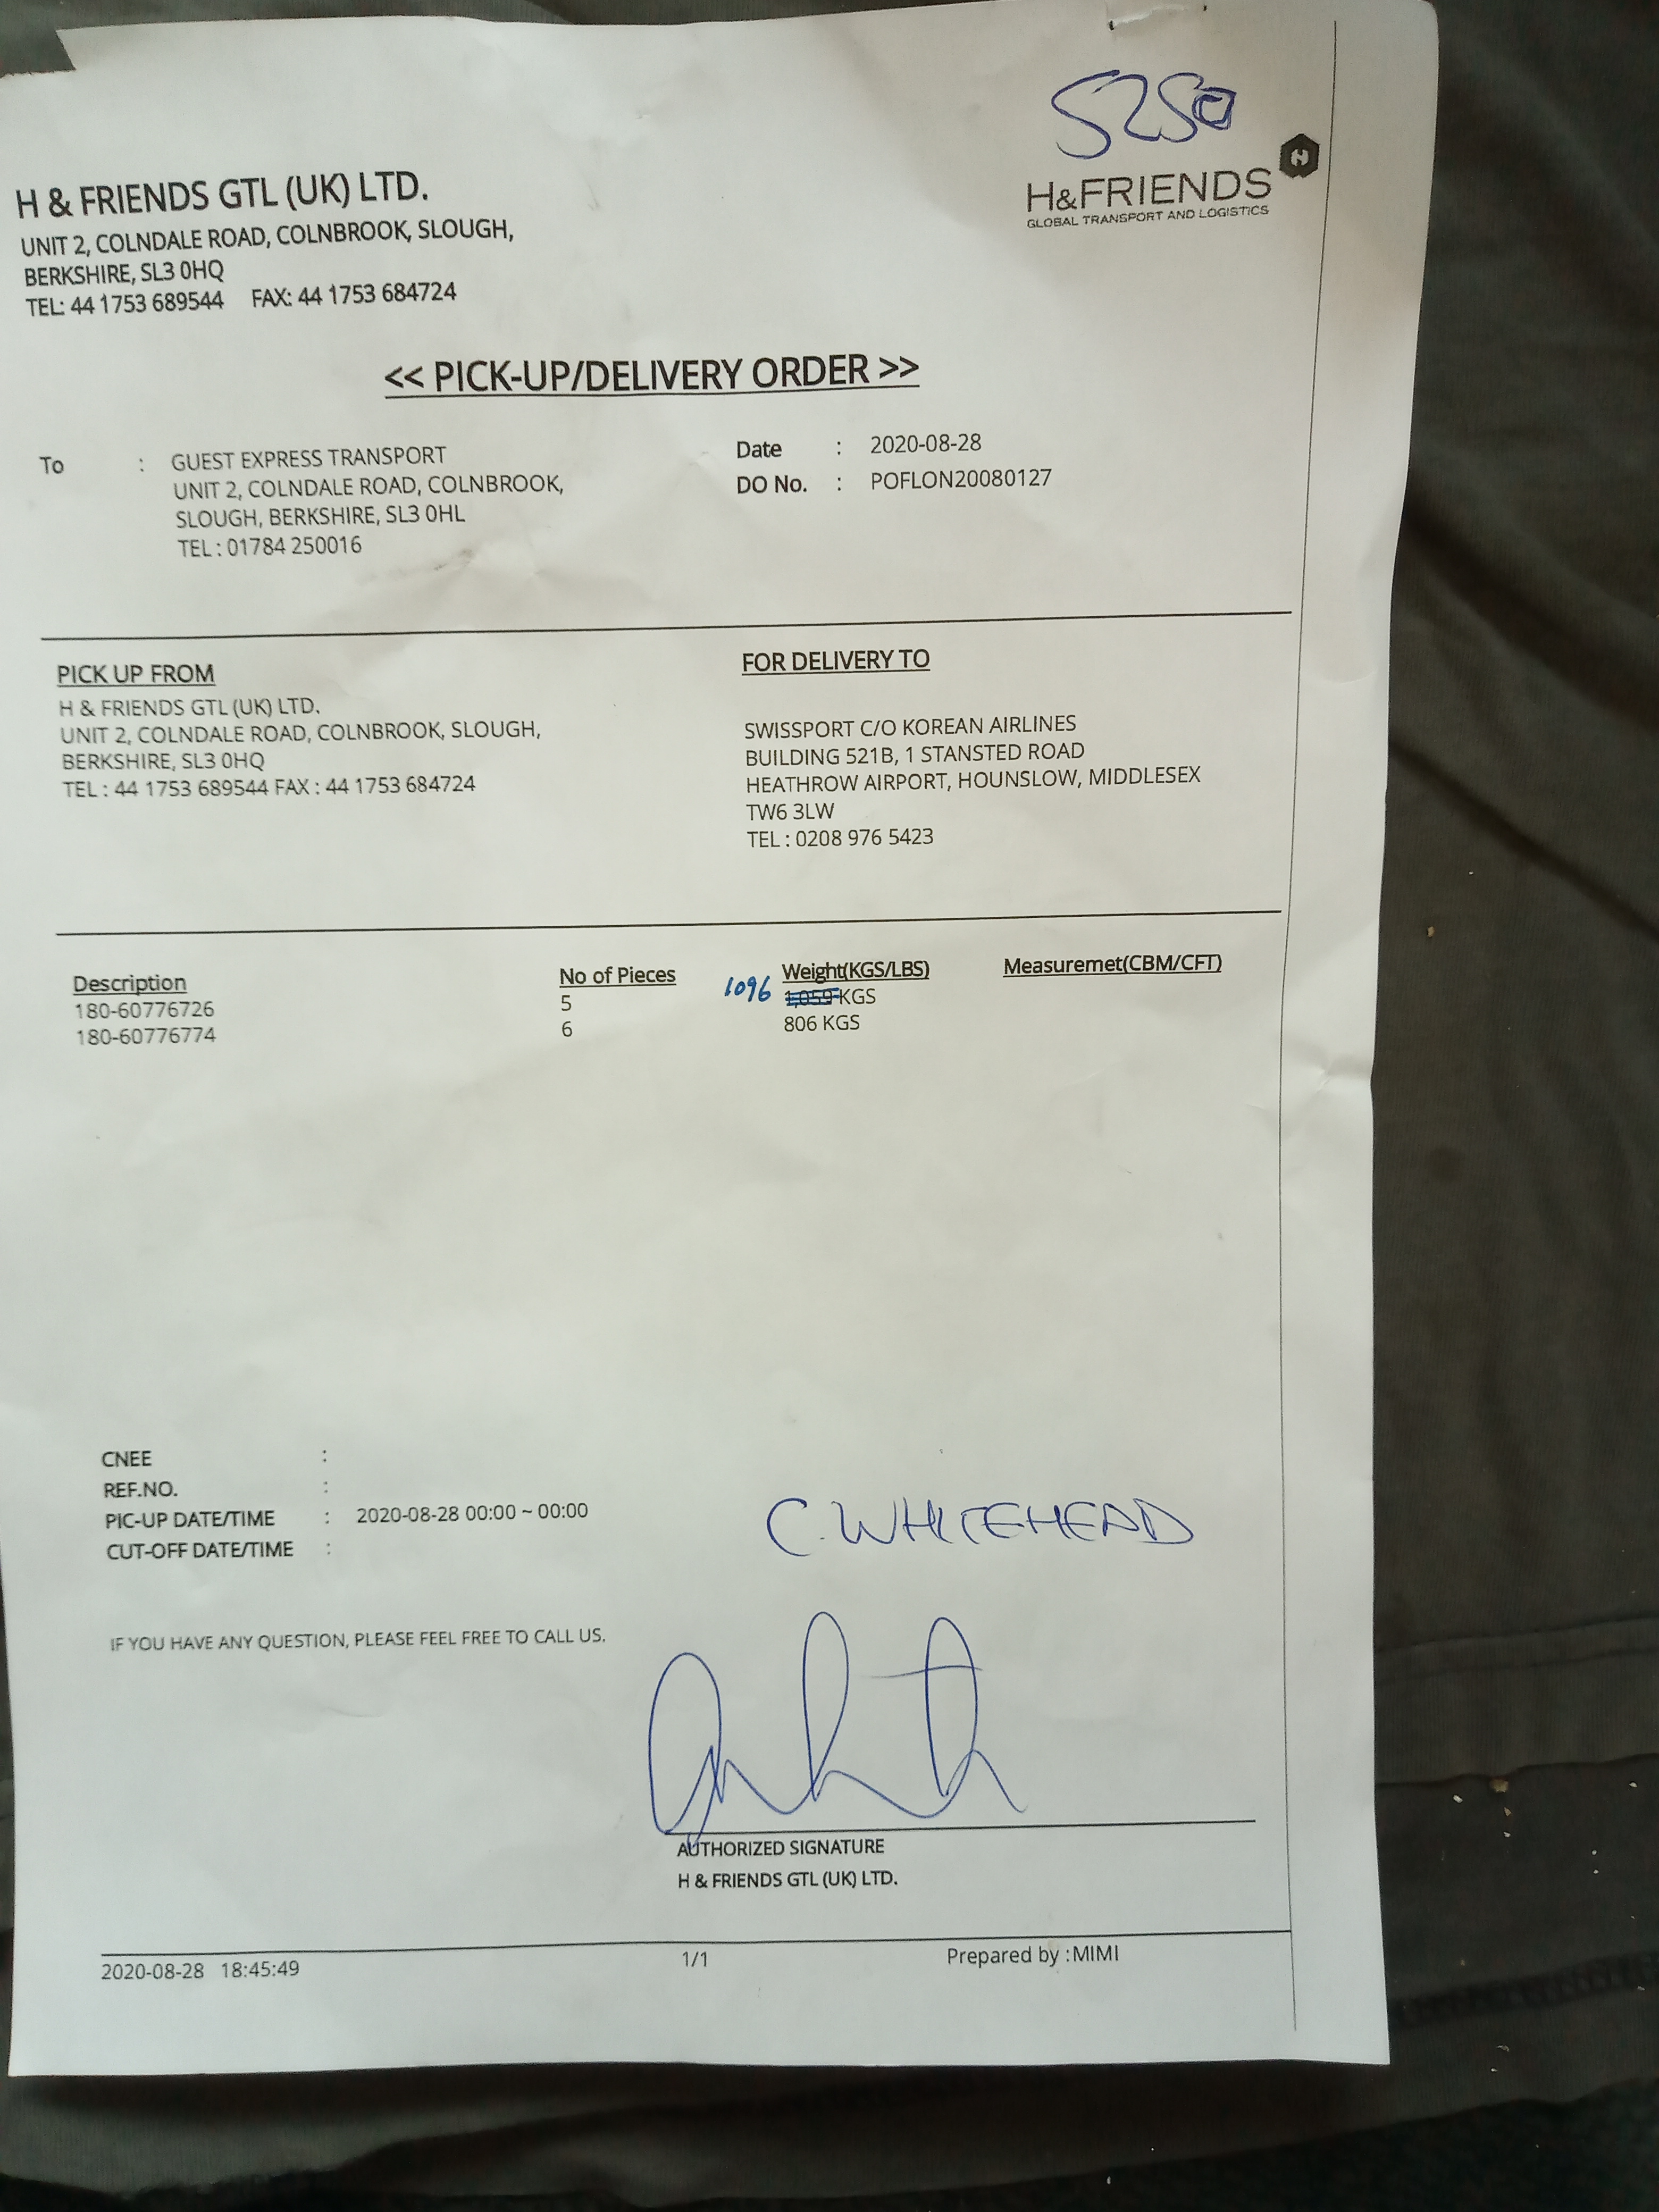 5250
H&FRIENDS
GLOBAL TRANSPORT AND LOGISTICS
H & FRIENDS GTL (UK) LTD.
UNIT 2, COLNDALE ROAD, COLNBROOK, SLOUGH,
BERKSHIRE, SL3 0HQ
TEL: 44 1753 689544 FAX: 44 1753 684724
<< PICK-UP/DELIVERY ORDER >>
To : GUEST EXPRESS TRANSPORT
UNIT 2, COLNDALE ROAD, COLNBROOK,
SLOUGH, BERKSHIRE, SL3 0HL
TEL : 01784 250016
Date : 2020-08-28
DO No. : POFLON20080127
PICK UP FROM
H & FRIENDS GTL (UK) LTD.
UNIT 2, COLNDALE ROAD, COLNBROOK, SLOUGH,
BERKSHIRE, SL3 0HQ
TEL : 44 1753 689544 FAX : 44 1753 684724
FOR DELIVERY TO
SWISSPORT C/O KOREAN AIRLINES
BUILDING 521B, 1 STANSTED ROAD
HEATHROW AIRPORT, HOUNSLOW, MIDDLESEX
TW6 3LW
TEL : 0208 976 5423
Description No of Pieces Weight(KGS/LBS) Measuremet(CBM/CFT)
180-60776726 5 1096 1,059 KGS
180-60776774 6 806 KGS
CNEE :
REF.NO. :
PIC-UP DATE/TIME : 2020-08-28 00:00 ~ 00:00
CUT-OFF DATE/TIME :
C. WHITEHEAD
IF YOU HAVE ANY QUESTION, PLEASE FEEL FREE TO CALL US.
AUTHORIZED SIGNATURE
H & FRIENDS GTL (UK) LTD.
2020-08-28 18:45:49 1/1 Prepared by :MIMI